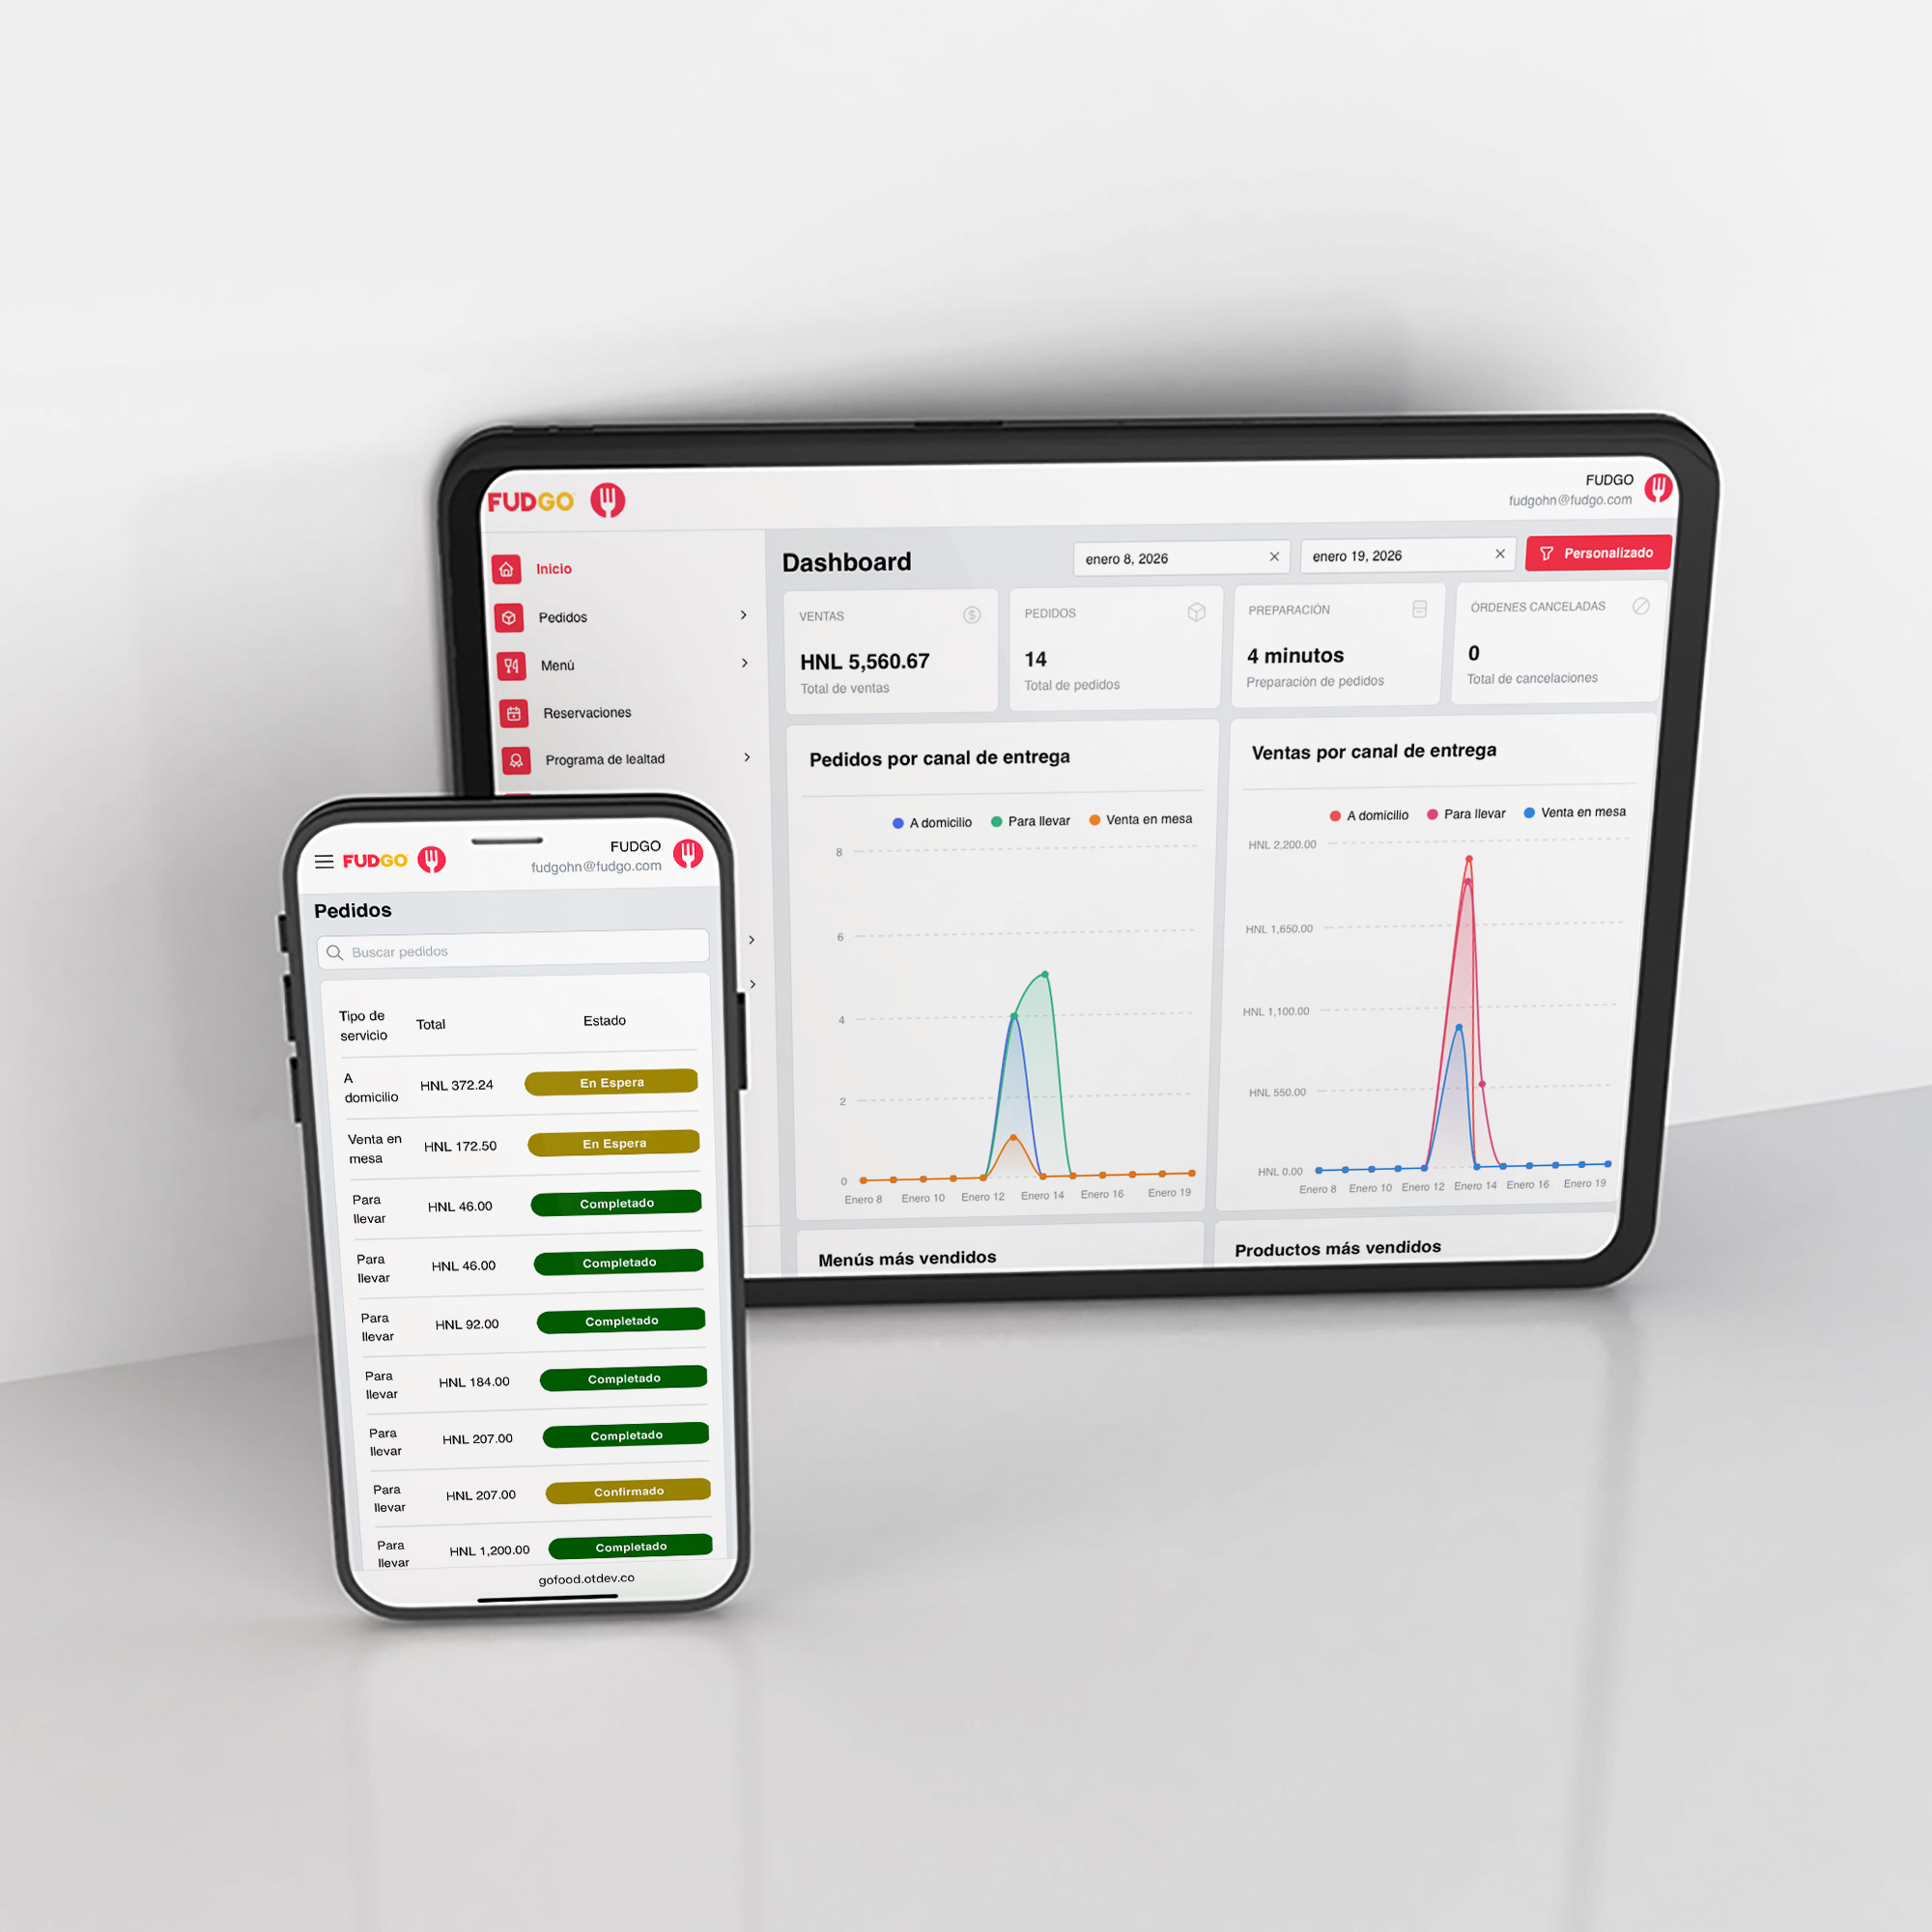 FUDGO
FUDGO
fudgohn@fudgo.com
Inicio
Pedidos
Menú
Reservaciones
Programa de lealtad
Dashboard
enero 8, 2026
enero 19, 2026
Personalizado
VENTAS
HNL 5,560.67
Total de ventas
PEDIDOS
14
Total de pedidos
PREPARACIÓN
4 minutos
Preparación de pedidos
ÓRDENES CANCELADAS
0
Total de cancelaciones
Pedidos por canal de entrega
A domicilio
Para llevar
Venta en mesa
8
6
4
2
0
Enero 8
Enero 10
Enero 12
Enero 14
Enero 16
Enero 19
Ventas por canal de entrega
A domicilio
Para llevar
Venta en mesa
HNL 2,200.00
HNL 1,650.00
HNL 1,100.00
HNL 550.00
HNL 0.00
Enero 8
Enero 10
Enero 12
Enero 14
Enero 16
Enero 19
Menús más vendidos
Productos más vendidos
FUDGO
FUDGO
fudgohn@fudgo.com
Pedidos
Buscar pedidos
Tipo de
servicio
Total
Estado
A
domicilio
HNL 372.24
En Espera
Venta en
mesa
HNL 172.50
En Espera
Para
llevar
HNL 46.00
Completado
Para
llevar
HNL 46.00
Completado
Para
llevar
HNL 92.00
Completado
Para
llevar
HNL 184.00
Completado
Para
llevar
HNL 207.00
Completado
Para
llevar
HNL 207.00
Confirmado
Para
llevar
HNL 1,200.00
Completado
gofood.otdev.co